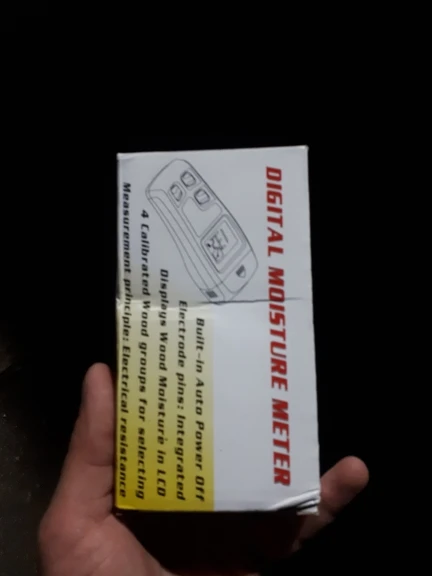 DIGITAL MOISTURE METER
Built-in Auto Power Off
Electrode pins: Integrated
Displays Wood Moisture in LCD
4 Calibrated Wood groups for selecting
Measurement principle: Electrical resistance